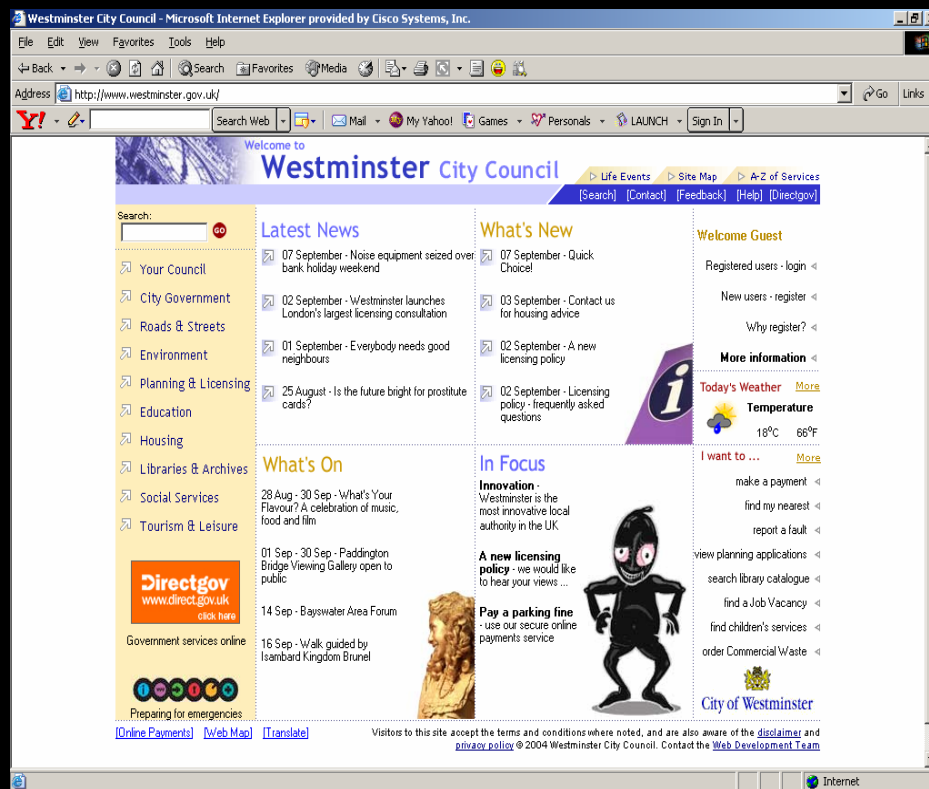 Westminster City Council - Microsoft Internet Explorer provided by Cisco Systems, Inc.
File Edit View Favorites Tools Help
Back Search Favorites Media
Address http://www.westminster.gov.uk/ Go Links
Y! Search Web Mail My Yahoo! Games Personals LAUNCH Sign In
Welcome to
Westminster City Council
Life Events Site Map A-Z of Services
[Search] [Contact] [Feedback] [Help] [Directgov]
Search:
GO
Your Council
City Government
Roads & Streets
Environment
Planning & Licensing
Education
Housing
Libraries & Archives
Social Services
Tourism & Leisure
Directgov
www.direct.gov.uk
click here
Government services online
Preparing for emergencies
Latest News
07 September - Noise equipment seized over
bank holiday weekend
02 September - Westminster launches
London's largest licensing consultation
01 September - Everybody needs good
neighbours
25 August - Is the future bright for prostitute
cards?
What's New
07 September - Quick
Choice!
03 September - Contact us
for housing advice
02 September - A new
licensing policy
02 September - Licensing
policy - frequently asked
questions
i
Welcome Guest
Registered users - login
New users - register
Why register?
More information
Today's Weather More
Temperature
18°C 66°F
What's On
28 Aug - 30 Sep - What's Your
Flavour? A celebration of music,
food and film
01 Sep - 30 Sep - Paddington
Bridge Viewing Gallery open to
public
14 Sep - Bayswater Area Forum
16 Sep - Walk guided by
Isambard Kingdom Brunel
In Focus
Innovation -
Westminster is the
most innovative local
authority in the UK
A new licensing
policy - we would like
to hear your views ...
Pay a parking fine
- use our secure online
payments service
I want to ... More
make a payment
find my nearest
report a fault
view planning applications
search library catalogue
find a Job Vacancy
find children's services
order Commercial Waste
City of Westminster
[Online Payments] [Web Map] [Translate]
Visitors to this site accept the terms and conditions where noted, and are also aware of the disclaimer and
privacy policy © 2004 Westminster City Council. Contact the Web Development Team
Internet